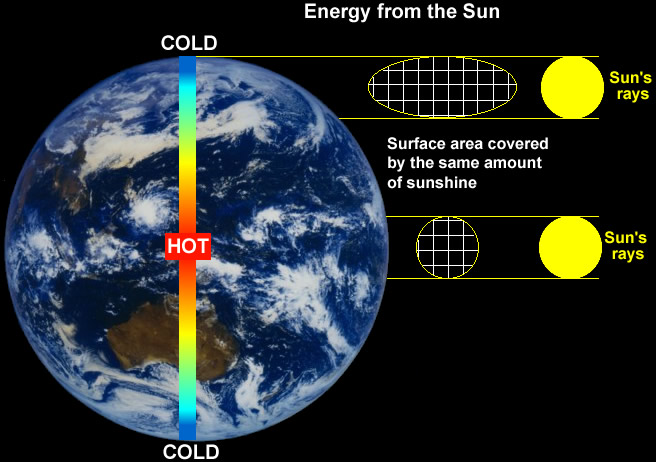 Energy from the Sun
COLD
Sun's
rays
Surface area covered
by the same amount
of sunshine
HOT
Sun's
rays
COLD